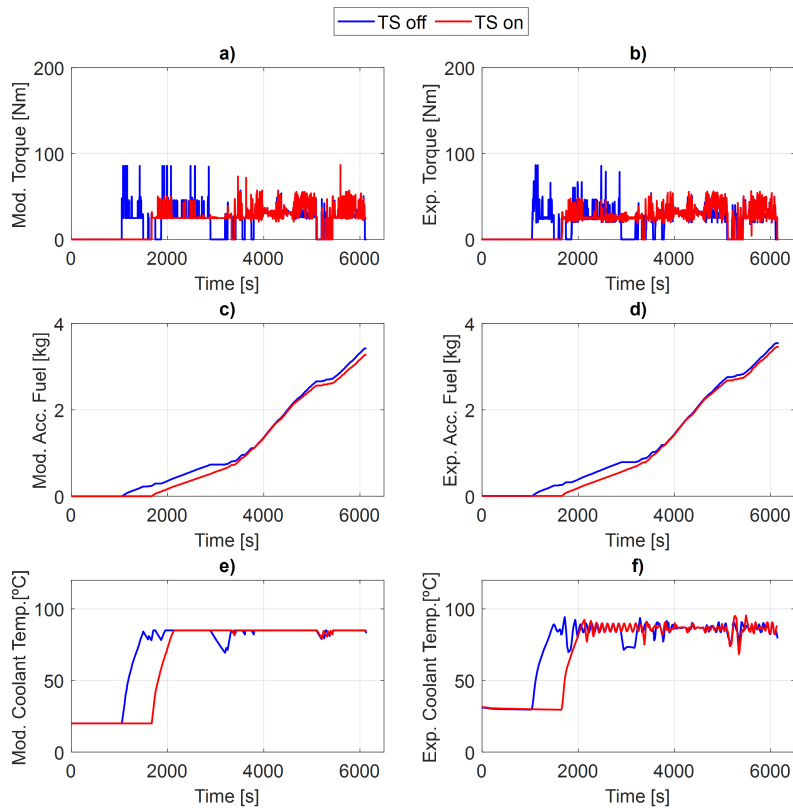 TS off TS on
a)
Mod. Torque [Nm]
200
100
0
0 2000 4000 6000
Time [s]
b)
Exp. Torque [Nm]
200
100
0
0 2000 4000 6000
Time [s]
c)
Mod. Acc. Fuel [kg]
4
2
0
0 2000 4000 6000
Time [s]
d)
Exp. Acc. Fuel [kg]
4
2
0
0 2000 4000 6000
Time [s]
e)
Mod. Coolant Temp.[ºC]
100
50
0
0 2000 4000 6000
Time [s]
f)
Exp. Coolant Temp.[ºC]
100
50
0
0 2000 4000 6000
Time [s]